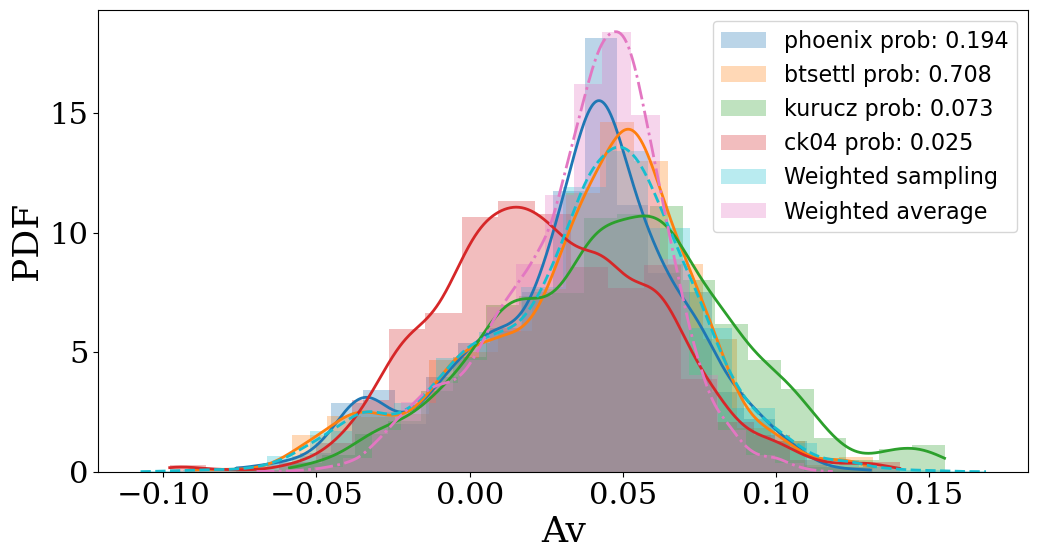 phoenix prob: 0.194
btsettl prob: 0.708
kurucz prob: 0.073
ck04 prob: 0.025
Weighted sampling
Weighted average
PDF
15
10
5
0
−0.10 −0.05 0.00 0.05 0.10 0.15
Av